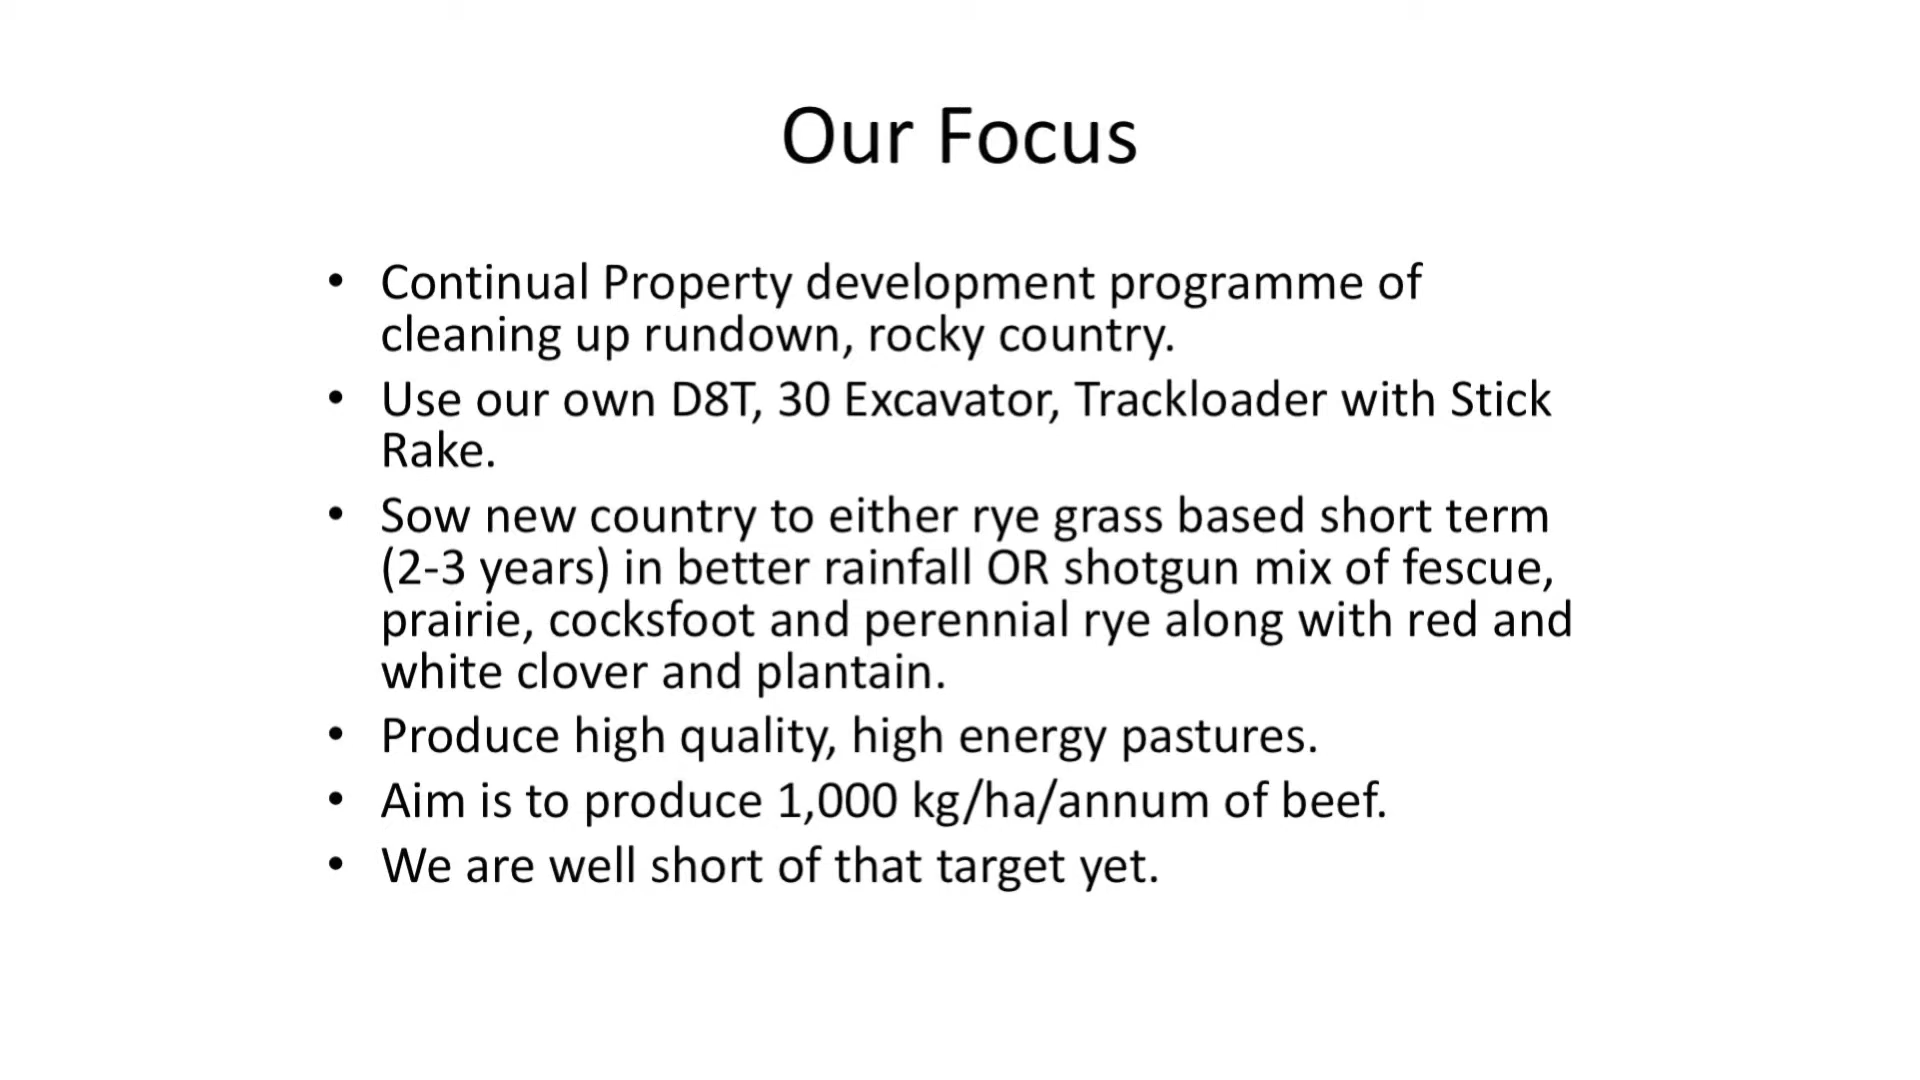 Our Focus
• Continual Property development programme of
cleaning up rundown, rocky country.
• Use our own D8T, 30 Excavator, Trackloader with Stick
Rake.
• Sow new country to either rye grass based short term
(2-3 years) in better rainfall OR shotgun mix of fescue,
prairie, cocksfoot and perennial rye along with red and
white clover and plantain.
• Produce high quality, high energy pastures.
• Aim is to produce 1,000 kg/ha/annum of beef.
• We are well short of that target yet.